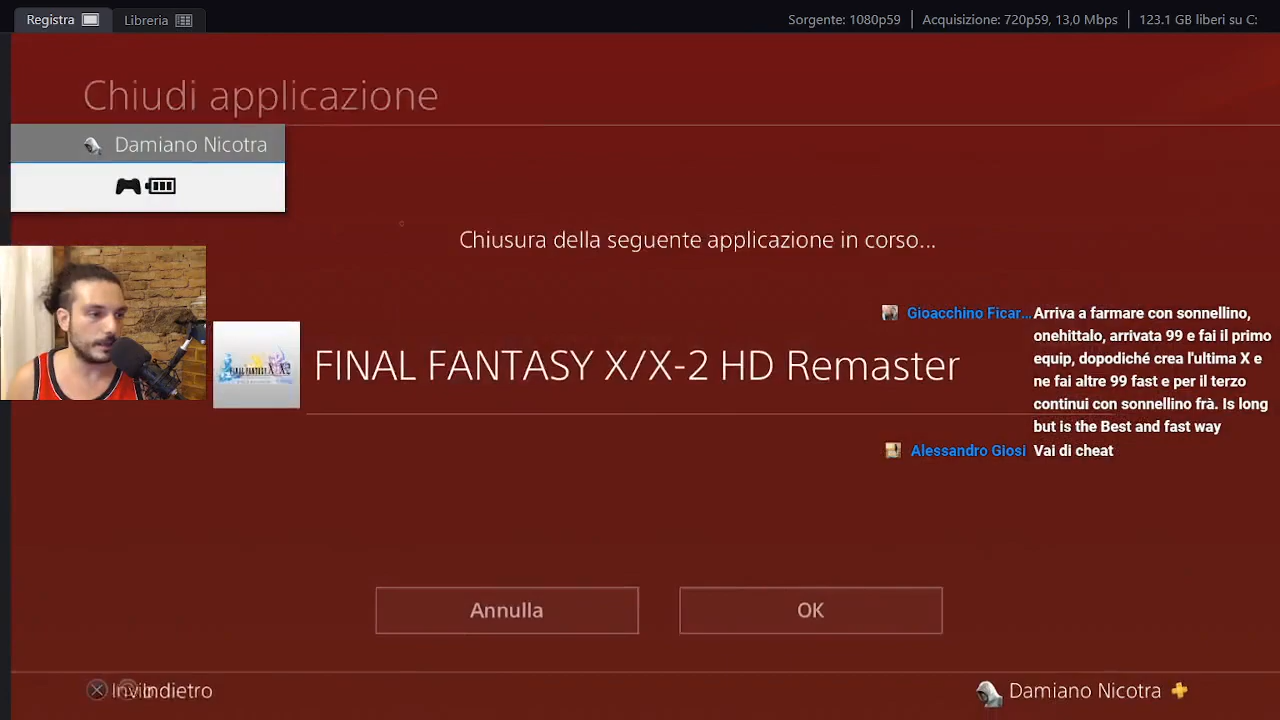 Registra
Libreria
Sorgente: 1080p59
Acquisizione: 720p59, 13,0 Mbps
123.1 GB liberi su C:
Chiudi applicazione
Damiano Nicotra
Chiusura della seguente applicazione in corso...
FINAL FANTASY X/X-2 HD Remaster
Gioacchino Ficar... Arriva a farmare con sonnellino,
onehittalo, arrivata 99 e fai il primo
equip, dopodiché crea l'ultima X e
ne fai altre 99 fast e per il terzo
continui con sonnellino frà. Is long
but is the Best and fast way
Alessandro Giosi Vai di cheat
Annulla
OK
Indietro
Damiano Nicotra